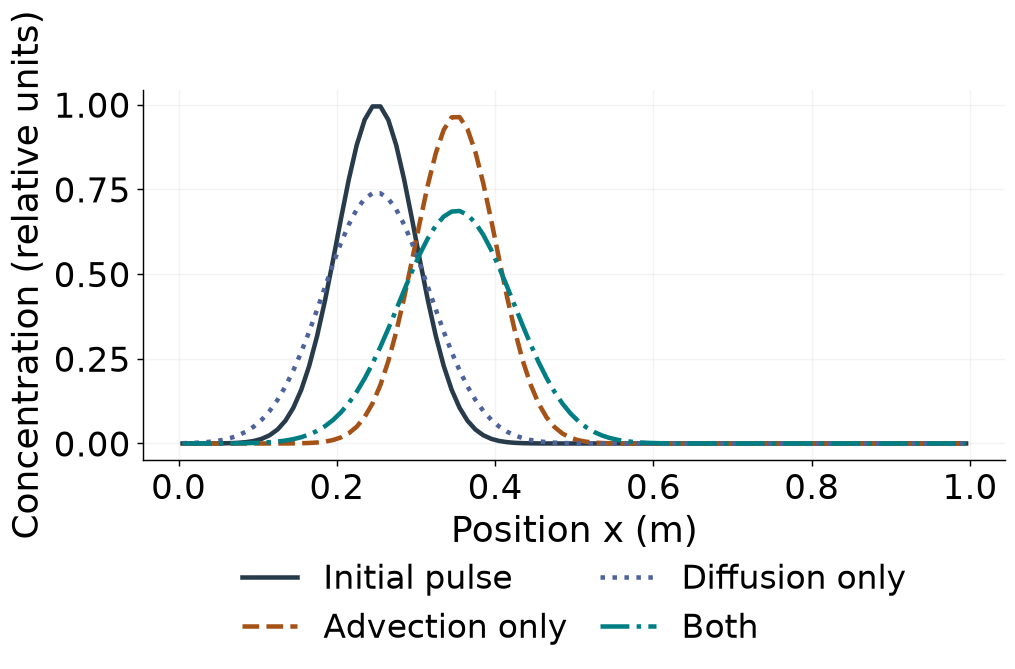 Concentration (relative units)
1.00
0.75
0.50
0.25
0.00
0.0 0.2 0.4 0.6 0.8 1.0
Position x (m)
Initial pulse Diffusion only
Advection only Both